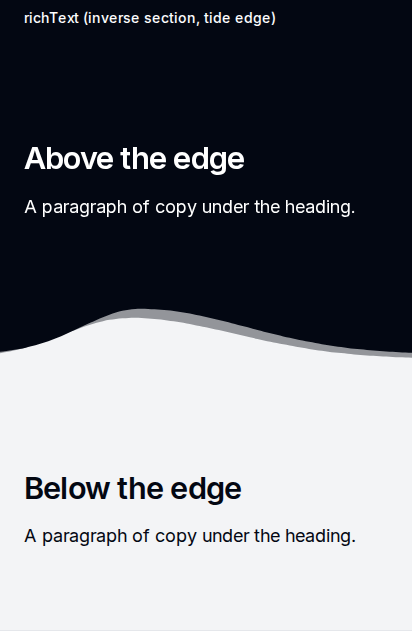 richText (inverse section, tide edge)
Above the edge
A paragraph of copy under the heading.
Below the edge
A paragraph of copy under the heading.